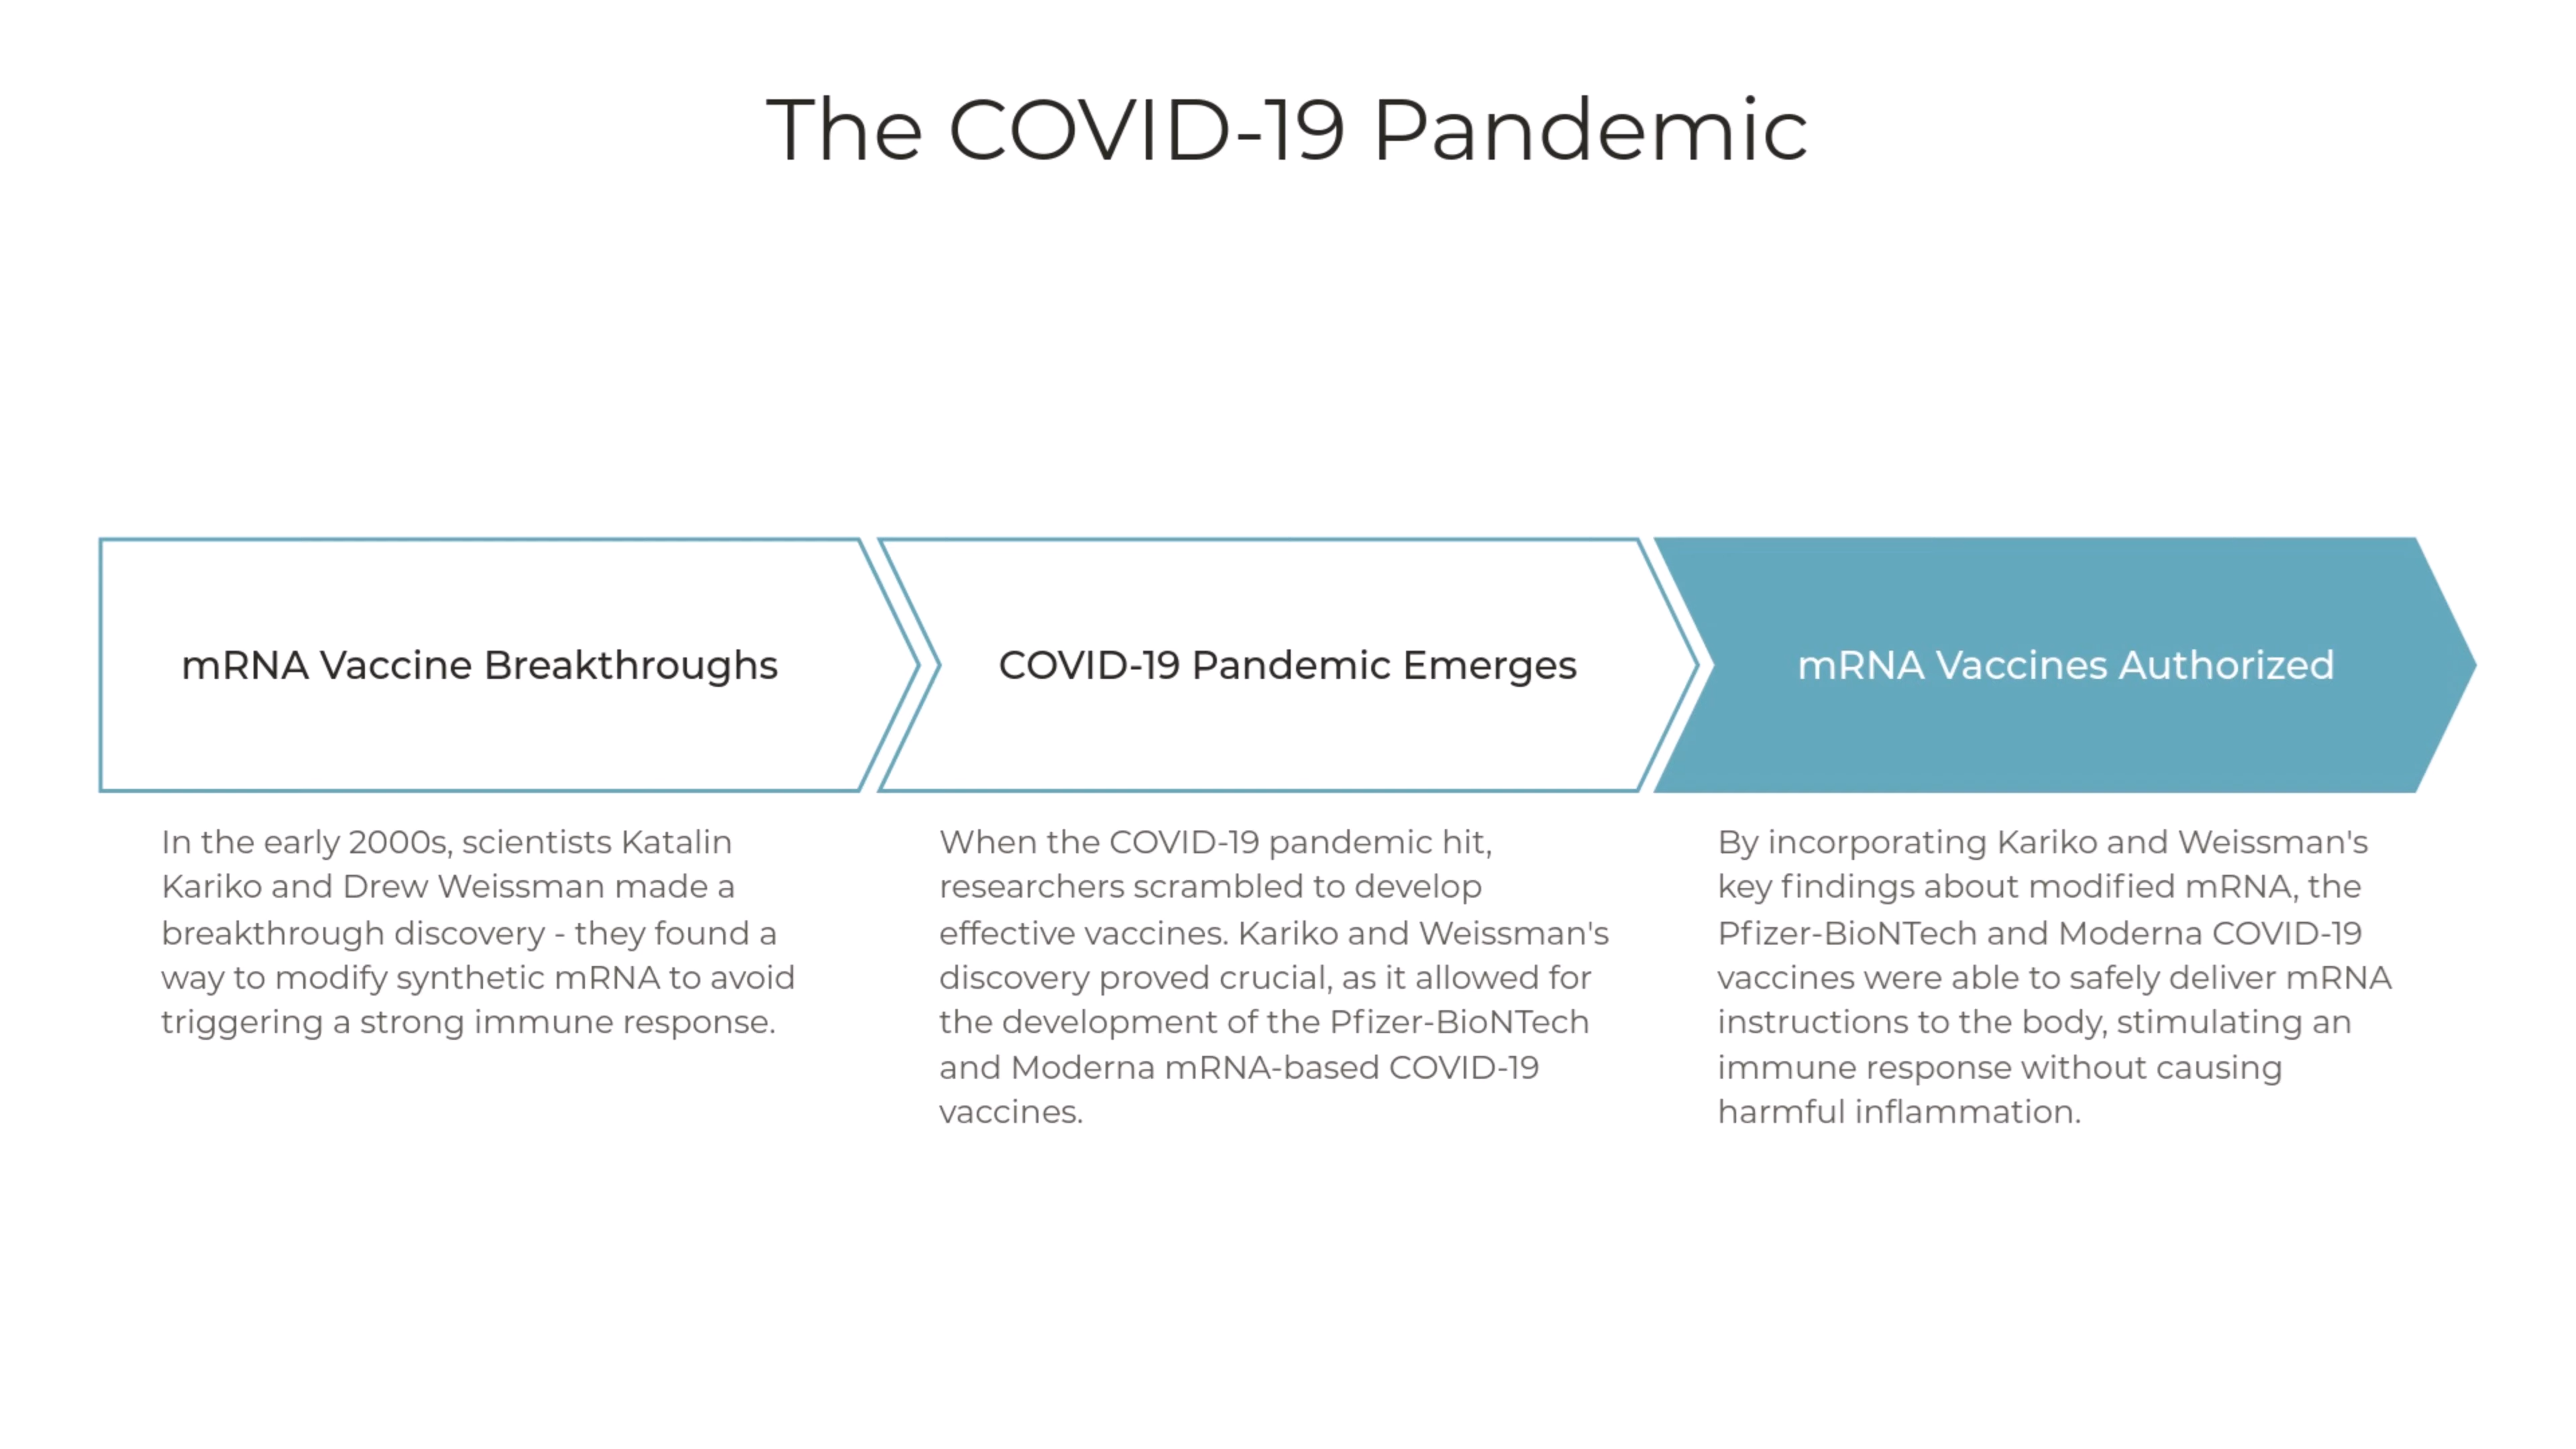 The COVID-19 Pandemic
mRNA Vaccine Breakthroughs
In the early 2000s, scientists Katalin
Kariko and Drew Weissman made a
breakthrough discovery - they found a
way to modify synthetic mRNA to avoid
triggering a strong immune response.
COVID-19 Pandemic Emerges
When the COVID-19 pandemic hit,
researchers scrambled to develop
effective vaccines. Kariko and Weissman's
discovery proved crucial, as it allowed for
the development of the Pfizer-BioNTech
and Moderna mRNA-based COVID-19
vaccines.
mRNA Vaccines Authorized
By incorporating Kariko and Weissman's
key findings about modified mRNA, the
Pfizer-BioNTech and Moderna COVID-19
vaccines were able to safely deliver mRNA
instructions to the body, stimulating an
immune response without causing
harmful inflammation.